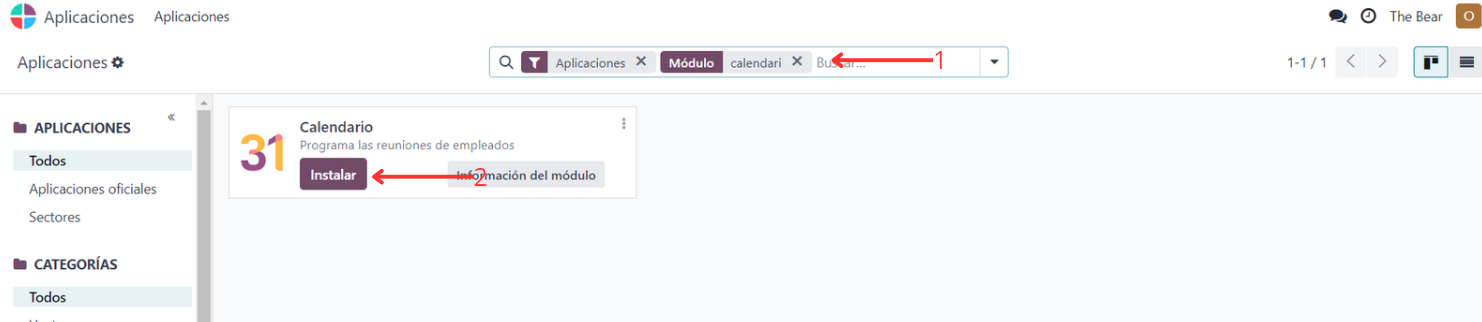 Aplicaciones Aplicaciones The Bear O
Aplicaciones Aplicaciones Módulo calendari Buscar... 1 1-1 / 1
APLICACIONES
Todos
Aplicaciones oficiales
Sectores
CATEGORÍAS
Todos
31
Calendario
Programa las reuniones de empleados
Instalar 2 Información del módulo